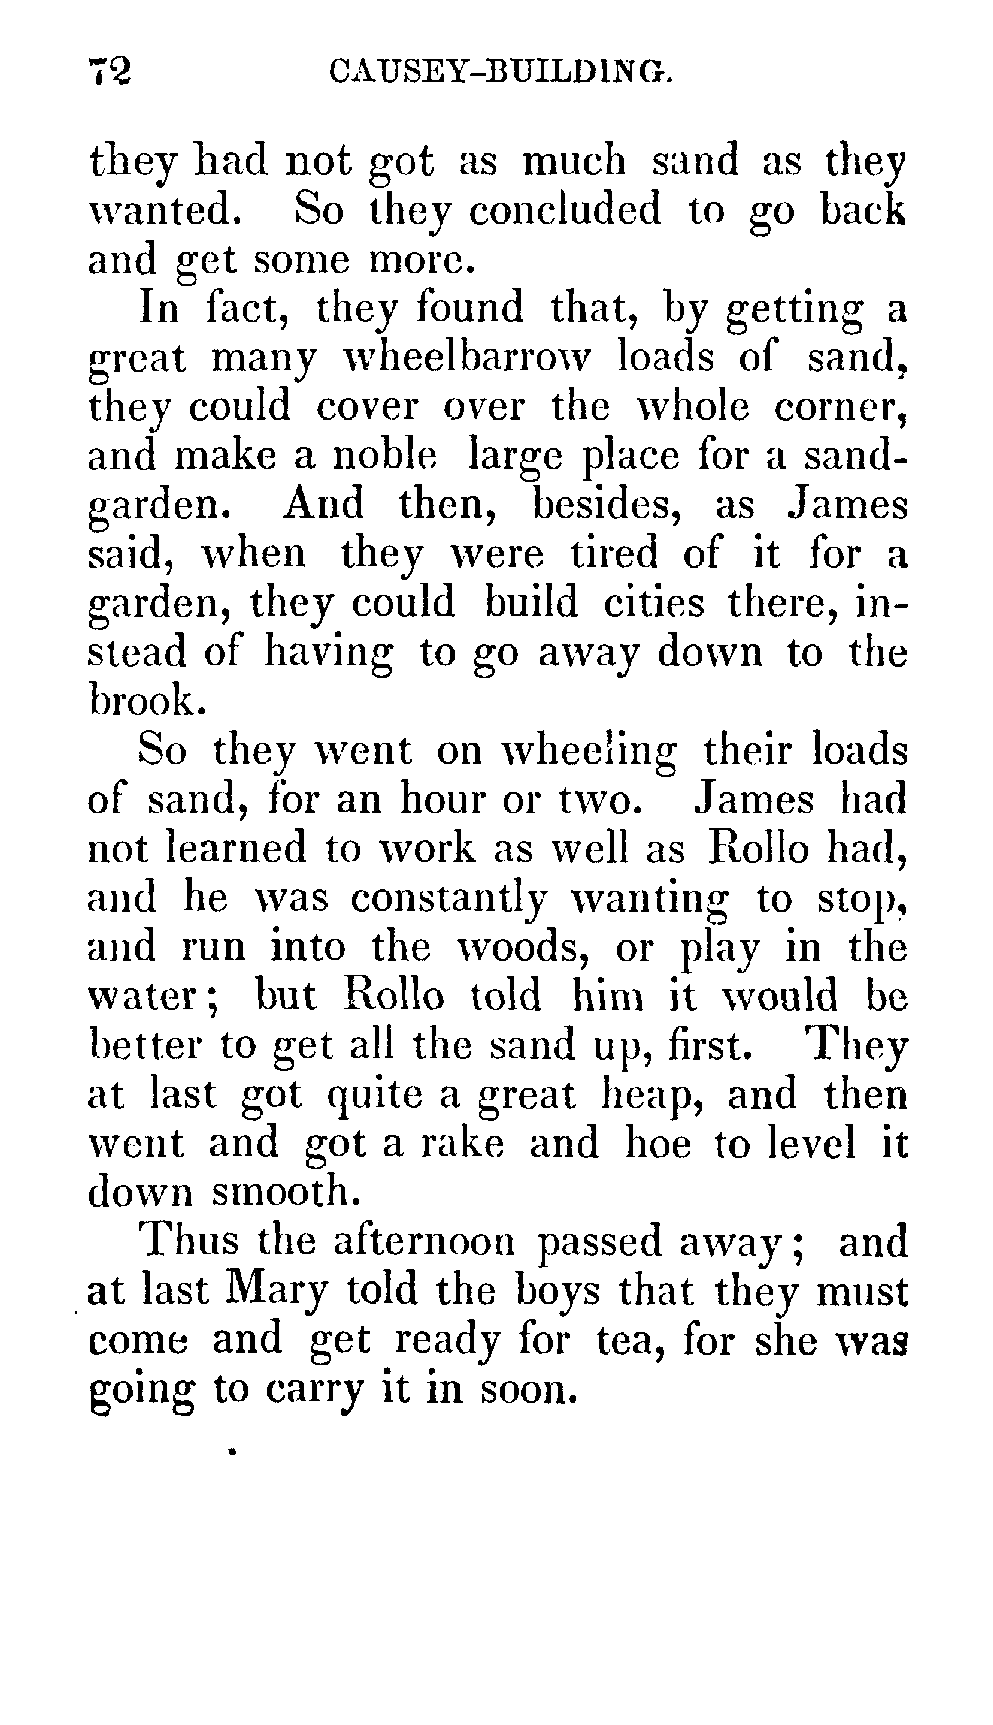 72 CAUSEY-BUILDING.
they had not got as much sand as they
wanted. So they concluded to go back
and get some more.
In fact, they found that, by getting a
great many wheelbarrow loads of sand,
they could cover over the whole corner,
and make a noble large place for a sand-
garden. And then, besides, as James
said, when they were tired of it for a
garden, they could build cities there, in-
stead of having to go away down to the
brook.
So they went on wheeling their loads
of sand, for an hour or two. James had
not learned to work as well as Rollo had,
and he was constantly wanting to stop,
and run into the woods, or play in the
water; but Rollo told him it would be
better to get all the sand up, first. They
at last got quite a great heap, and then
went and got a rake and hoe to level it
down smooth.
Thus the afternoon passed away; and
at last Mary told the boys that they must
come and get ready for tea, for she was
going to carry it in soon.